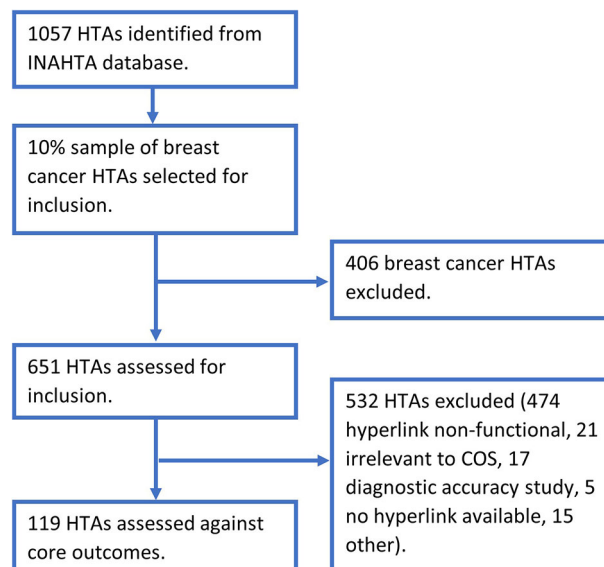 1057 HTAs identified from
INAHTA database.
10% sample of breast
cancer HTAs selected for
inclusion.
406 breast cancer HTAs
excluded.
651 HTAs assessed for
inclusion.
532 HTAs excluded (474
hyperlink non-functional, 21
irrelevant to COS, 17
diagnostic accuracy study, 5
no hyperlink available, 15
other).
119 HTAs assessed against
core outcomes.